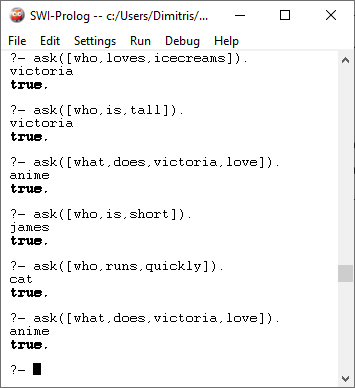 SWI-Prolog -- c:/Users/Dimitris/...
File Edit Settings Run Debug Help
?- ask([who,loves,icecreams]).
victoria
true.
?- ask([who,is,tall]).
victoria
true.
?- ask([what,does,victoria,love]).
anime
true.
?- ask([who,is,short]).
james
true.
?- ask([who,runs,quickly]).
cat
true.
?- ask([what,does,victoria,love]).
anime
true.
?-